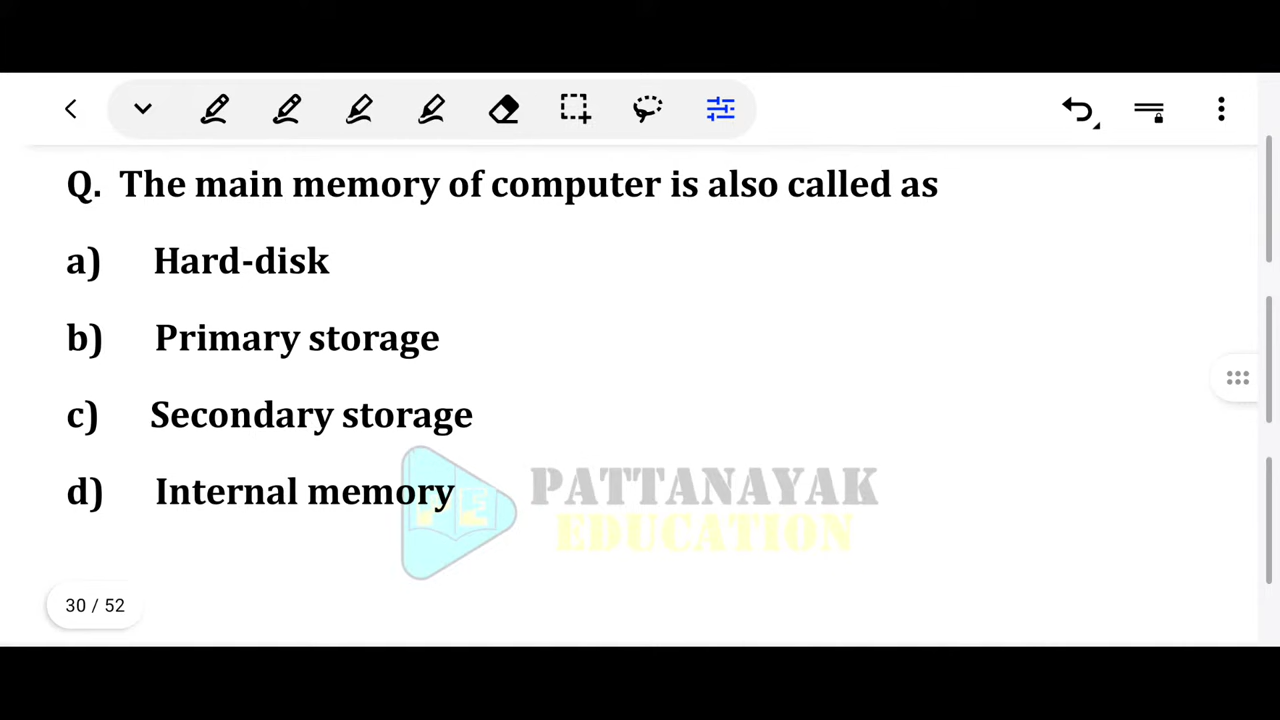 Q. The main memory of computer is also called as
a) Hard-disk
b) Primary storage
c) Secondary storage
d) Internal memory
PE
PATTANAYAK
EDUCATION
30 / 52